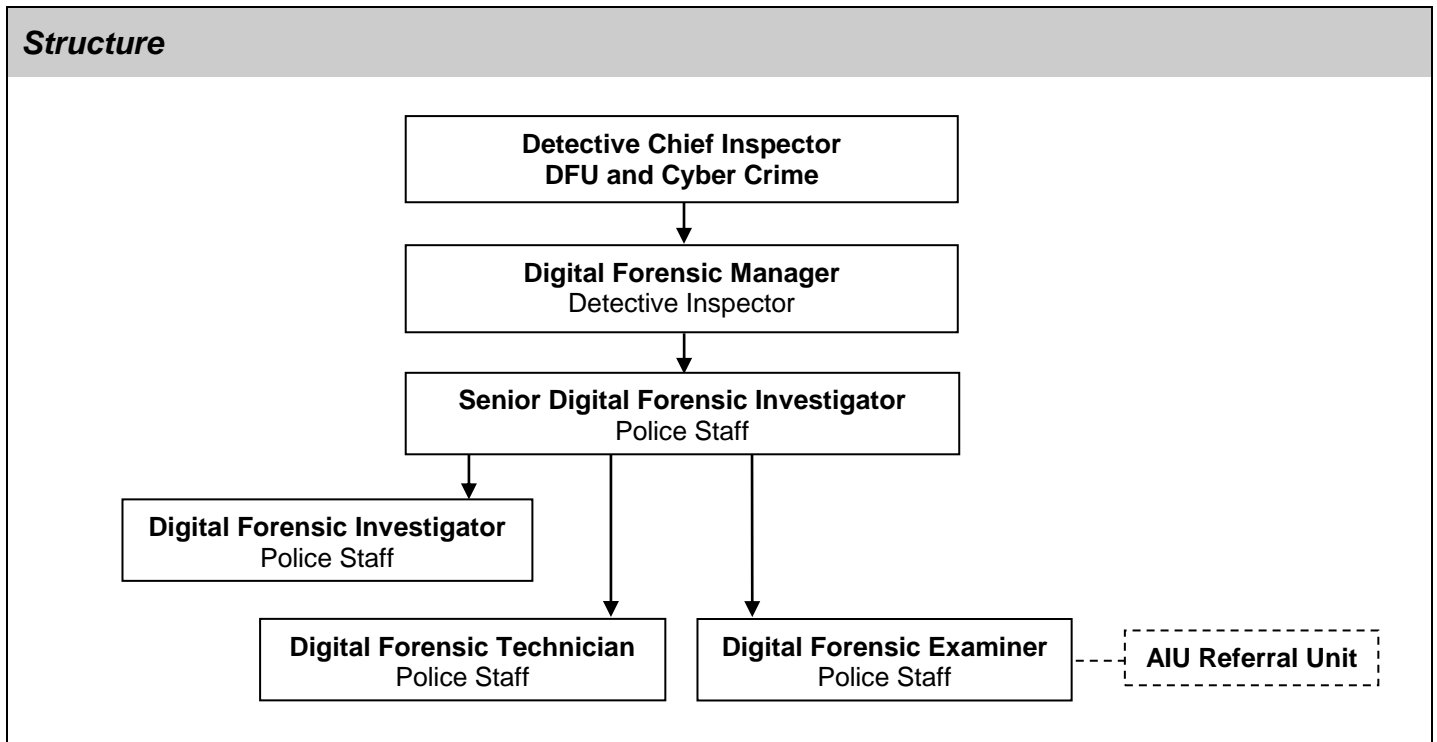 Structure
Detective Chief Inspector
DFU and Cyber Crime
Digital Forensic Manager
Detective Inspector
Senior Digital Forensic Investigator
Police Staff
Digital Forensic Investigator
Police Staff
Digital Forensic Technician
Police Staff
Digital Forensic Examiner
Police Staff
AIU Referral Unit